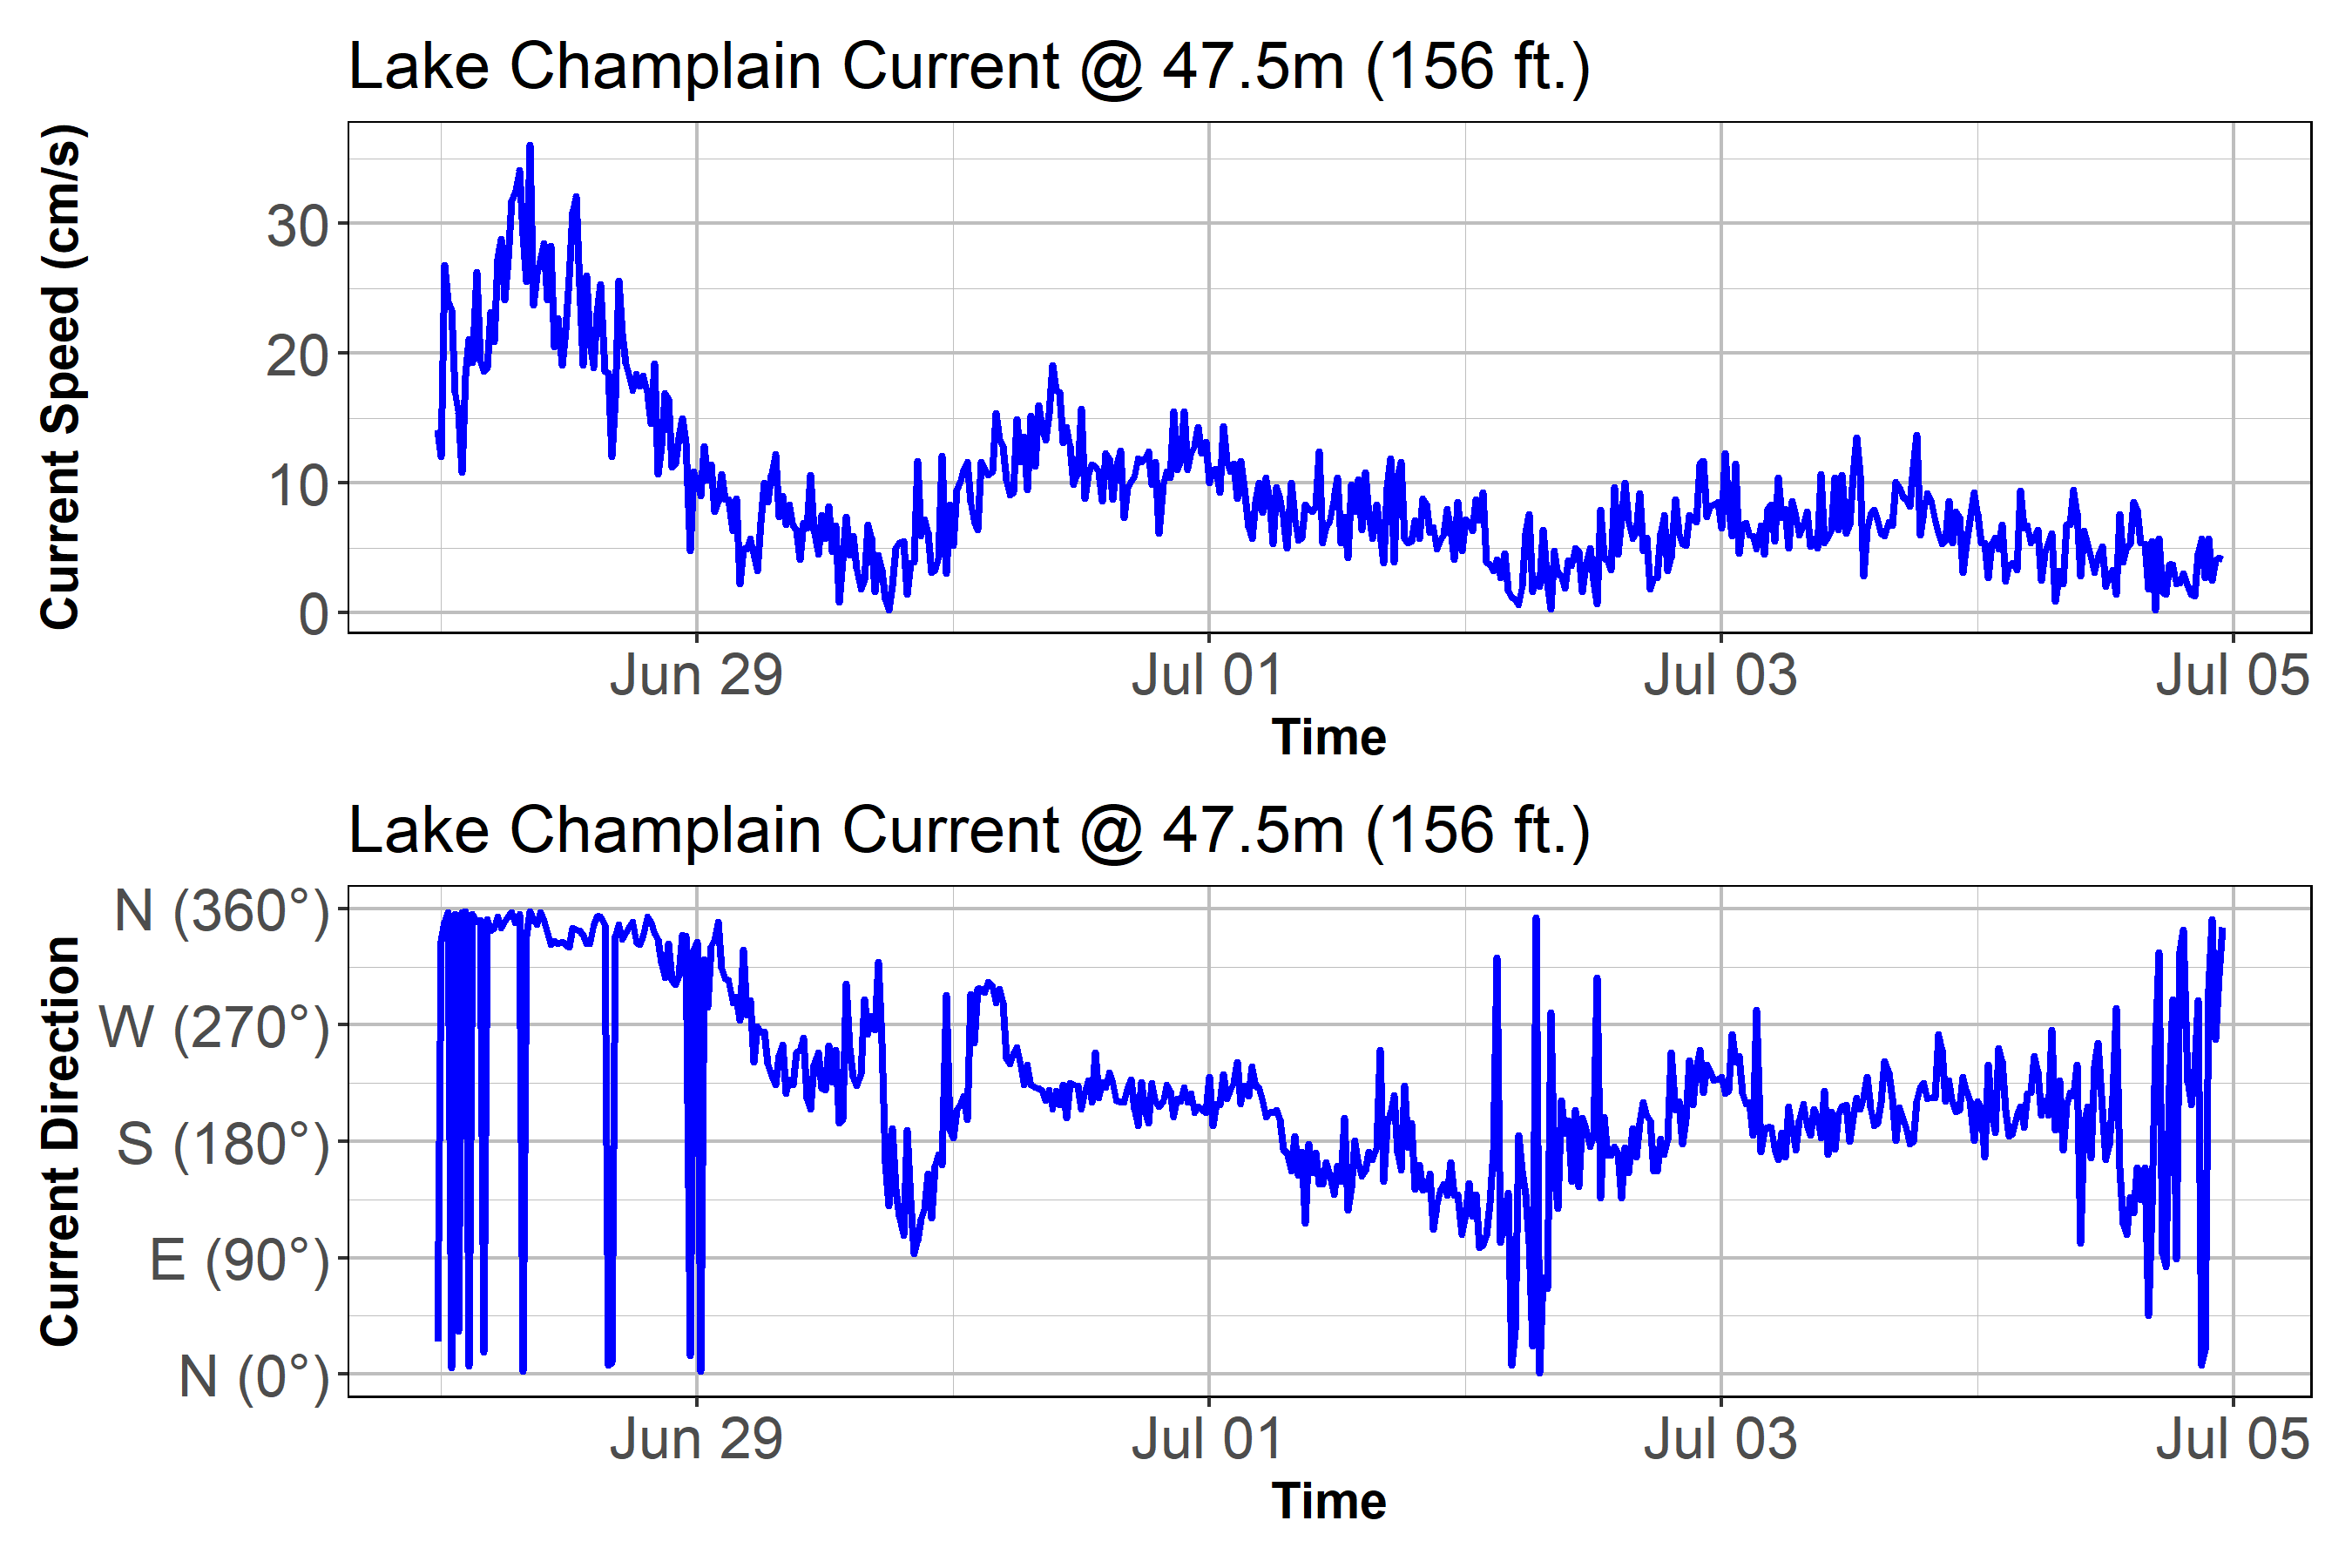 Lake Champlain Current @ 47.5m (156 ft.)
Current Speed (cm/s)
30
20
10
0
Jun 29
Jul 01
Jul 03
Jul 05
Time
Lake Champlain Current @ 47.5m (156 ft.)
Current Direction
N (360°)
W (270°)
S (180°)
E (90°)
N (0°)
Jun 29
Jul 01
Jul 03
Jul 05
Time